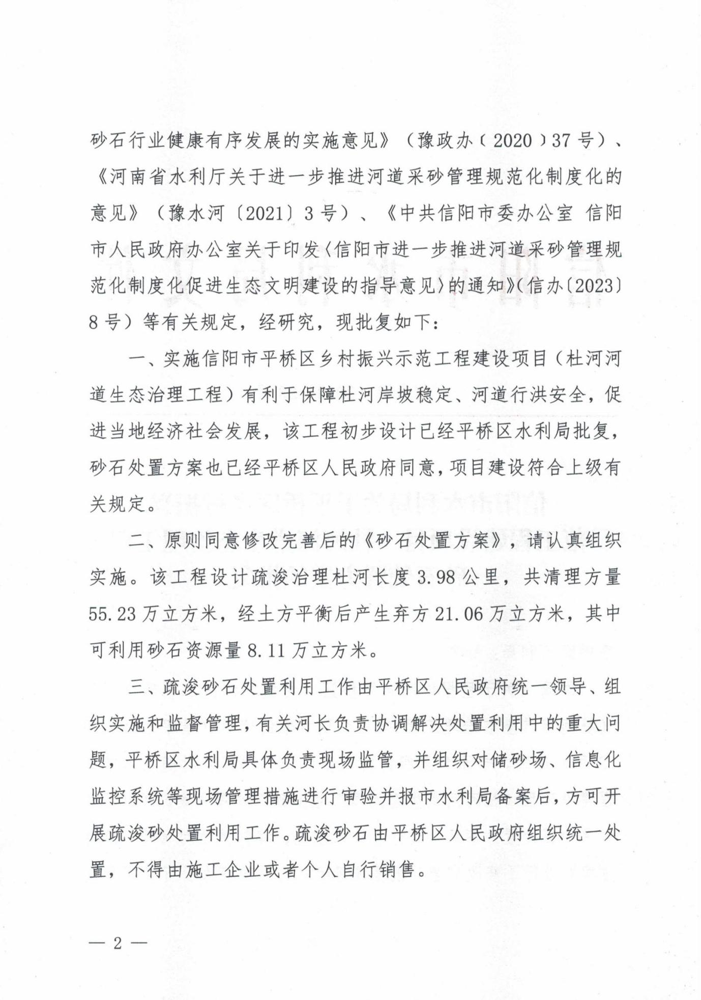 砂石行业健康有序发展的实施意见》（豫政办﹝2020﹞37号）、
《河南省水利厅关于进一步推进河道采砂管理规范化制度化的
意见》（豫水河〔2021〕3号）、《中共信阳市委办公室 信阳
市人民政府办公室关于印发〈信阳市进一步推进河道采砂管理规
范化制度化促进生态文明建设的指导意见〉的通知》（信办〔2023〕
8号）等有关规定，经研究，现批复如下：
一、实施信阳市平桥区乡村振兴示范工程建设项目（杜河河
道生态治理工程）有利于保障杜河岸坡稳定、河道行洪安全，促
进当地经济社会发展，该工程初步设计已经平桥区水利局批复，
砂石处置方案也已经平桥区人民政府同意，项目建设符合上级有
关规定。
二、原则同意修改完善后的《砂石处置方案》，请认真组织
实施。该工程设计疏浚治理杜河长度3.98公里，共清理方量
55.23万立方米，经土方平衡后产生弃方21.06万立方米，其中
可利用砂石资源量8.11万立方米。
三、疏浚砂石处置利用工作由平桥区人民政府统一领导、组
织实施和监督管理，有关河长负责协调解决处置利用中的重大问
题，平桥区水利局具体负责现场监管，并组织对储砂场、信息化
监控系统等现场管理措施进行审验并报市水利局备案后，方可开
展疏浚砂处置利用工作。疏浚砂石由平桥区人民政府组织统一处
置，不得由施工企业或者个人自行销售。
— 2 —